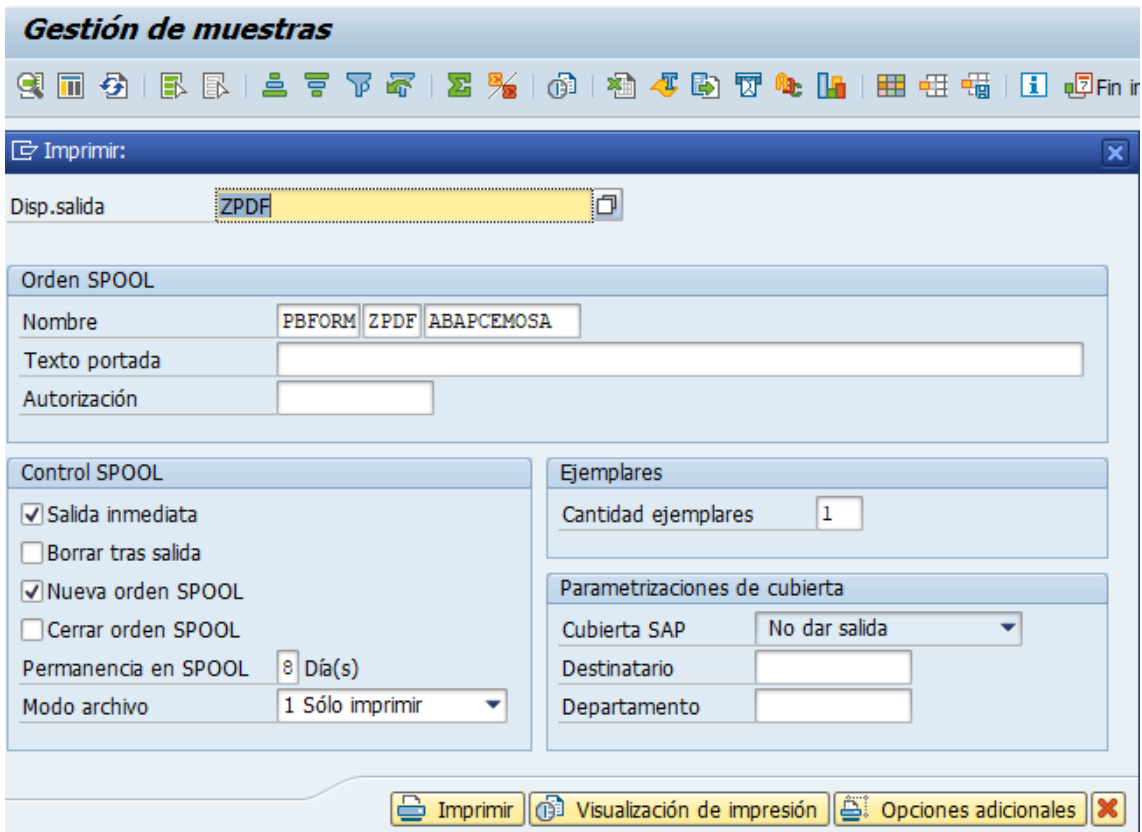 Gestión de muestras
Fin in
Imprimir:
Disp.salida ZPDF
Orden SPOOL
Nombre PBFORM ZPDF ABAPCEMOSA
Texto portada
Autorización
Control SPOOL
Salida inmediata
Borrar tras salida
Nueva orden SPOOL
Cerrar orden SPOOL
Permanencia en SPOOL 8 Día(s)
Modo archivo 1 Sólo imprimir
Ejemplares
Cantidad ejemplares 1
Parametrizaciones de cubierta
Cubierta SAP No dar salida
Destinatario
Departamento
Imprimir Visualización de impresión Opciones adicionales